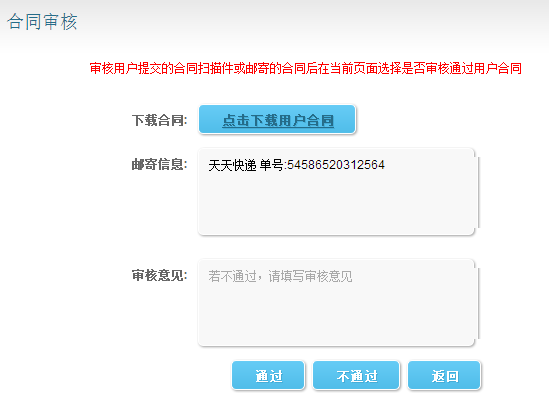 合同审核
审核用户提交的合同扫描件或邮寄的合同后在当前页面选择是否审核通过用户合同
下载合同: 点击下载用户合同
邮寄信息: 天天快递 单号:54586520312564
审核意见: 若不通过，请填写审核意见
通过 不通过 返回